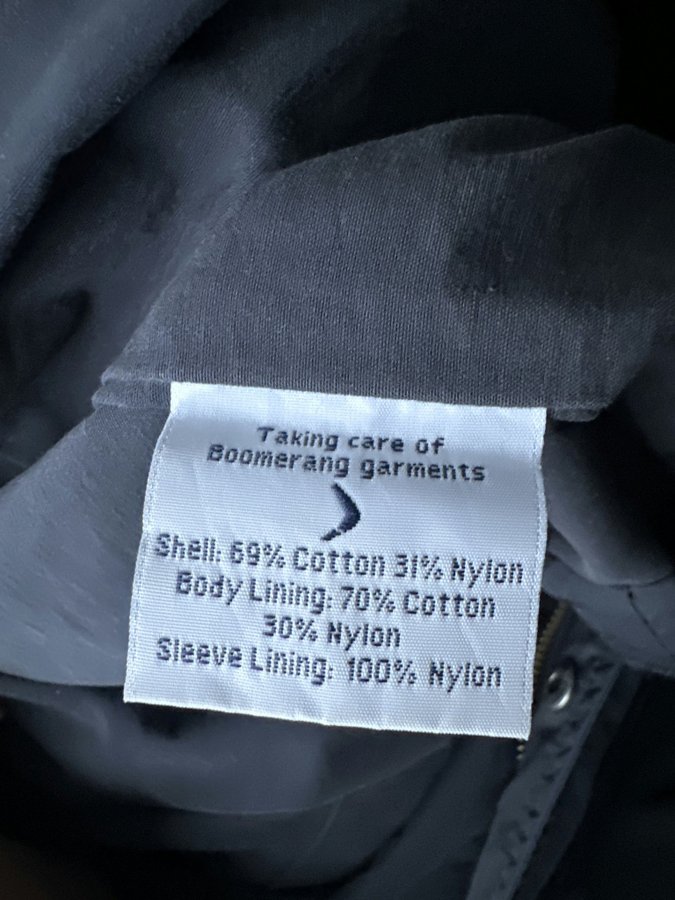 Taking care of
Boomerang garments
Shell: 69% Cotton 31% Nylon
Body Lining: 70% Cotton
30% Nylon
Sleeve Lining: 100% Nylon